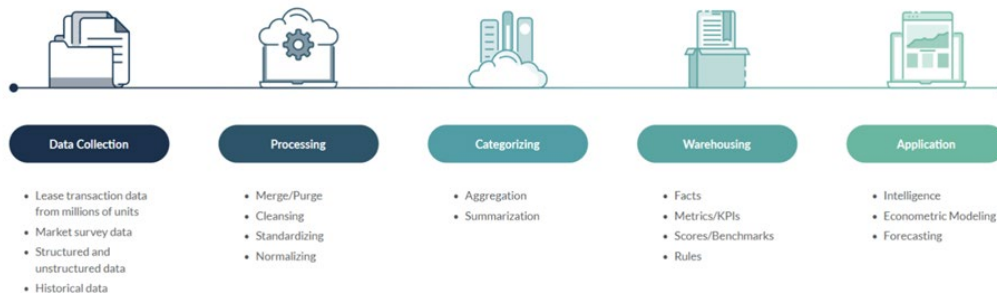 Data Collection
Processing
Categorizing
Warehousing
Application
• Lease transaction data
from millions of units
• Market survey data
• Structured and
unstructured data
• Historical data
• Merge/Purge
• Cleansing
• Standardizing
• Normalizing
• Aggregation
• Summarization
• Facts
• Metrics/KPIs
• Scores/Benchmarks
• Rules
• Intelligence
• Econometric Modeling
• Forecasting